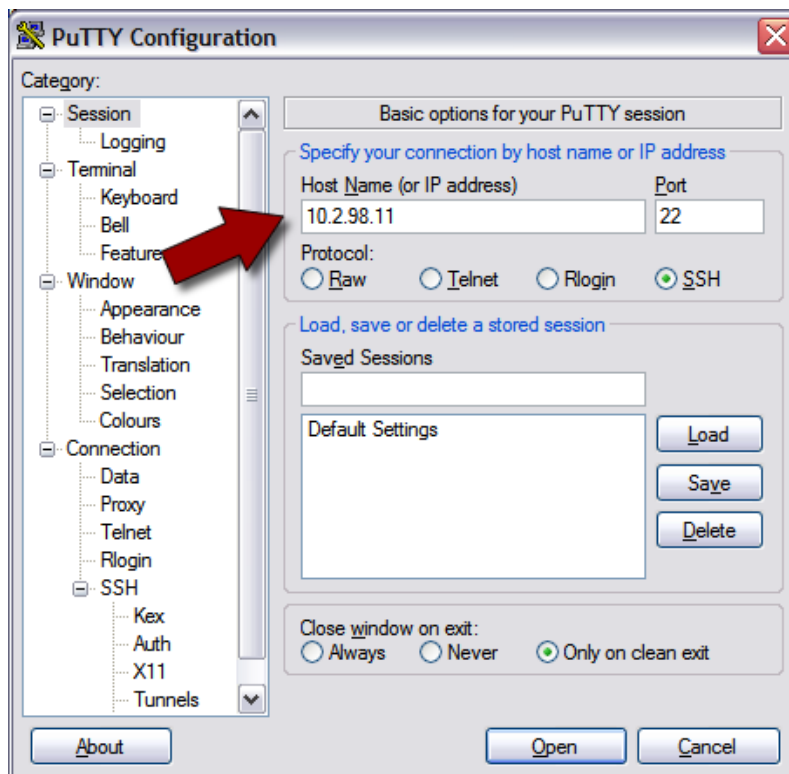 PuTTY Configuration
Category:
Session
Logging
Terminal
Keyboard
Bell
Feature
Window
Appearance
Behaviour
Translation
Selection
Colours
Connection
Data
Proxy
Telnet
Rlogin
SSH
Kex
Auth
X11
Tunnels
Basic options for your PuTTY session
Specify your connection by host name or IP address
Host Name (or IP address) Port
10.2.98.11 22
Protocol:
Raw Telnet Rlogin SSH
Load, save or delete a stored session
Saved Sessions
Default Settings
Load
Save
Delete
Close window on exit:
Always Never Only on clean exit
About Open Cancel